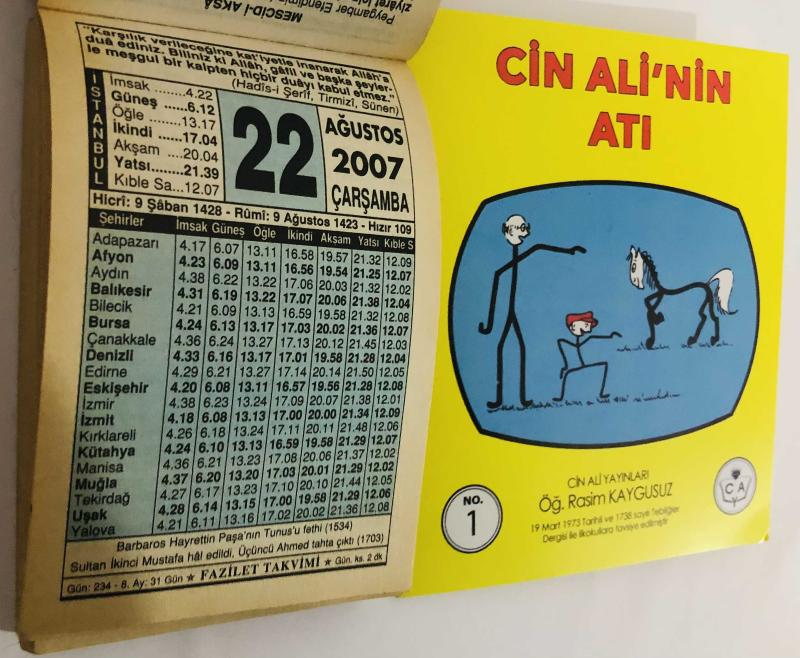 MESCİD-İ AKSÂ
Peygamber Efendimiz
"Karşılık verileceğine kat'iyetle inanarak Allâh'a
duâ ediniz. Biliniz ki Allâh, gâfil ve başka şeyler-
le meşgul bir kalpten hiçbir duâyı kabul etmez."
(Hadîs-i Şerîf, Tirmizî, Sünen)
İSTANBUL
İmsak ........4.22
Güneş ......6.12
Öğle ........13.17
İkindi ......17.04
Akşam ....20.04
Yatsı........21.39
Kıble Sa...12.07
22
AĞUSTOS
2007
ÇARŞAMBA
Hicrî: 9 Şâban 1428 - Rûmî: 9 Ağustos 1423 - Hızır 109
Şehirler İmsak Güneş Öğle İkindi Akşam Yatsı Kıble S
Adapazarı 4.17 6.07 13.11 16.58 19.57 21.32 12.09
Afyon 4.23 6.09 13.11 16.56 19.54 21.25 12.07
Aydın 4.38 6.22 13.22 17.06 20.03 21.32 12.02
Balıkesir 4.31 6.19 13.22 17.07 20.06 21.38 12.04
Bilecik 4.21 6.09 13.13 16.59 19.58 21.32 12.08
Bursa 4.24 6.13 13.17 17.03 20.02 21.36 12.07
Çanakkale 4.36 6.24 13.27 17.13 20.12 21.45 12.03
Denizli 4.33 6.16 13.17 17.01 19.58 21.28 12.04
Edirne 4.29 6.21 13.27 17.14 20.14 21.50 12.05
Eskişehir 4.20 6.08 13.11 16.57 19.56 21.28 12.08
İzmir 4.38 6.23 13.24 17.09 20.07 21.38 12.01
İzmit 4.18 6.08 13.13 17.00 20.00 21.34 12.09
Kırklareli 4.26 6.18 13.24 17.11 20.11 21.48 12.06
Kütahya 4.24 6.10 13.13 16.59 19.58 21.29 12.07
Manisa 4.36 6.21 13.23 17.08 20.06 21.37 12.02
Muğla 4.37 6.20 13.20 17.03 20.01 21.29 12.02
Tekirdağ 4.27 6.17 13.23 17.10 20.10 21.44 12.05
Uşak 4.28 6.14 13.15 17.00 19.58 21.29 12.06
Yalova 4.21 6.11 13.16 17.02 20.02 21.36 12.08
Barbaros Hayrettin Paşa'nın Tunus'u fethi (1534)
Sultan İkinci Mustafa hâl edildi, Üçüncü Ahmed tahta çıktı (1703)
Gün: 234 - 8. Ay: 31 Gün ★ FAZİLET TAKVİMİ ★ Gün. ks. 2 dk
CİN ALİ'NİN
ATI
NO.
1
CİN ALİ YAYINLARI
Öğ. Rasim KAYGUSUZ
19 Mart 1973 Tarihli ve 1738 sayılı Tebliğler
Dergisi ile İlkokullara tavsiye edilmiştir
C A